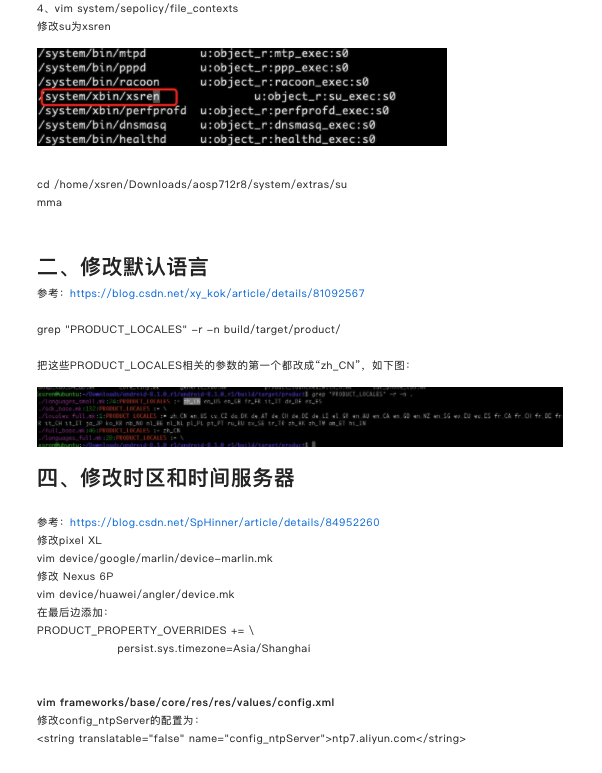 4、vim system/sepolicy/file_contexts
修改su为xsren
/system/bin/mtpd u:object_r:mtp_exec:s0
/system/bin/pppd u:object_r:ppp_exec:s0
/system/bin/racoon u:object_r:racoon_exec:s0
/system/xbin/xsren u:object_r:su_exec:s0
/system/xbin/perfprofd u:object_r:perfprofd_exec:s0
/system/bin/dnsmasq u:object_r:dnsmasq_exec:s0
/system/bin/healthd u:object_r:healthd_exec:s0
cd /home/xsren/Downloads/aosp712r8/system/extras/su
mma
二、修改默认语言
参考：https://blog.csdn.net/xy_kok/article/details/81092567
grep "PRODUCT_LOCALES" -r -n build/target/product/
把这些PRODUCT_LOCALES相关的参数的第一个都改成“zh_CN”，如下图：
四、修改时区和时间服务器
参考：https://blog.csdn.net/SpHinner/article/details/84952260
修改pixel XL
vim device/google/marlin/device-marlin.mk
修改 Nexus 6P
vim device/huawei/angler/device.mk
在最后边添加：
PRODUCT_PROPERTY_OVERRIDES += \
persist.sys.timezone=Asia/Shanghai
vim frameworks/base/core/res/res/values/config.xml
修改config_ntpServer的配置为：
<string translatable="false" name="config_ntpServer">ntp7.aliyun.com</string>